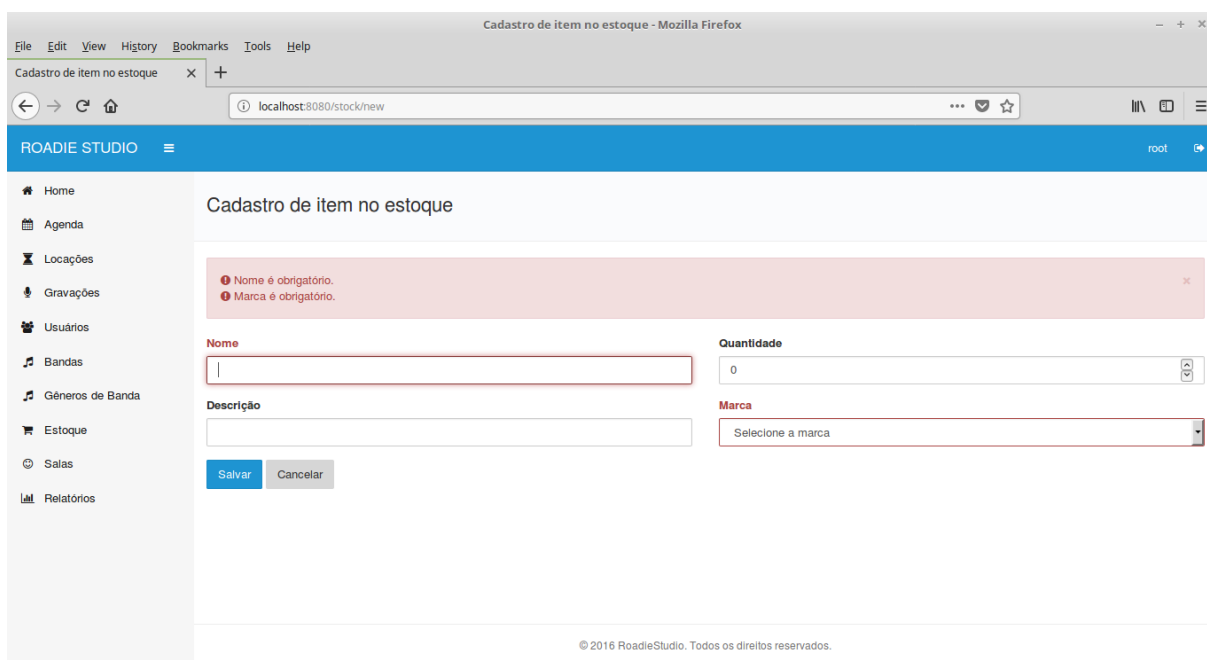 Cadastro de item no estoque - Mozilla Firefox
File Edit View History Bookmarks Tools Help
Cadastro de item no estoque
localhost:8080/stock/new
ROADIE STUDIO
root
Home
Agenda
Locações
Gravações
Usuários
Bandas
Gêneros de Banda
Estoque
Salas
Relatórios
Cadastro de item no estoque
Nome é obrigatório.
Marca é obrigatório.
Nome
Quantidade
0
Descrição
Marca
Selecione a marca
Salvar Cancelar
© 2016 RoadieStudio. Todos os direitos reservados.